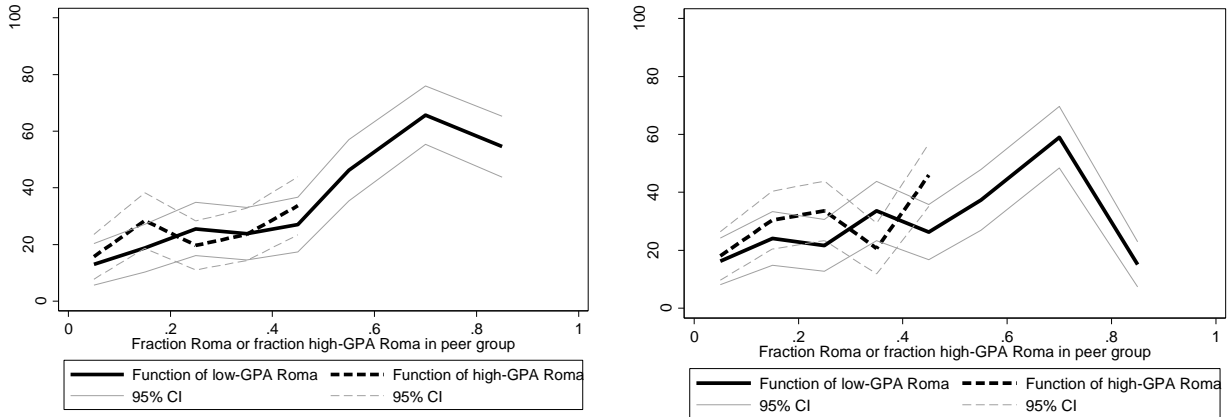 100
80
60
40
20
0
0 .2 .4 .6 .8 1
Fraction Roma or fraction high-GPA Roma in peer group
Function of low-GPA Roma Function of high-GPA Roma
95% CI 95% CI
100
80
60
40
20
0
0 .2 .4 .6 .8 1
Fraction Roma or fraction high-GPA Roma in peer group
Function of low-GPA Roma Function of high-GPA Roma
95% CI 95% CI